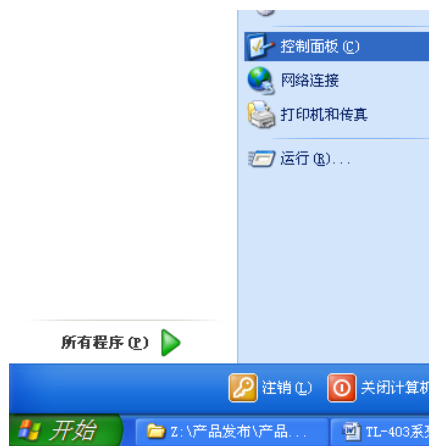 控制面板(C)
网络连接
打印机和传真
运行(R)...
所有程序(P)
注销(L)
关闭计算机
开始
Z:\产品发布\产品...
TL-403系